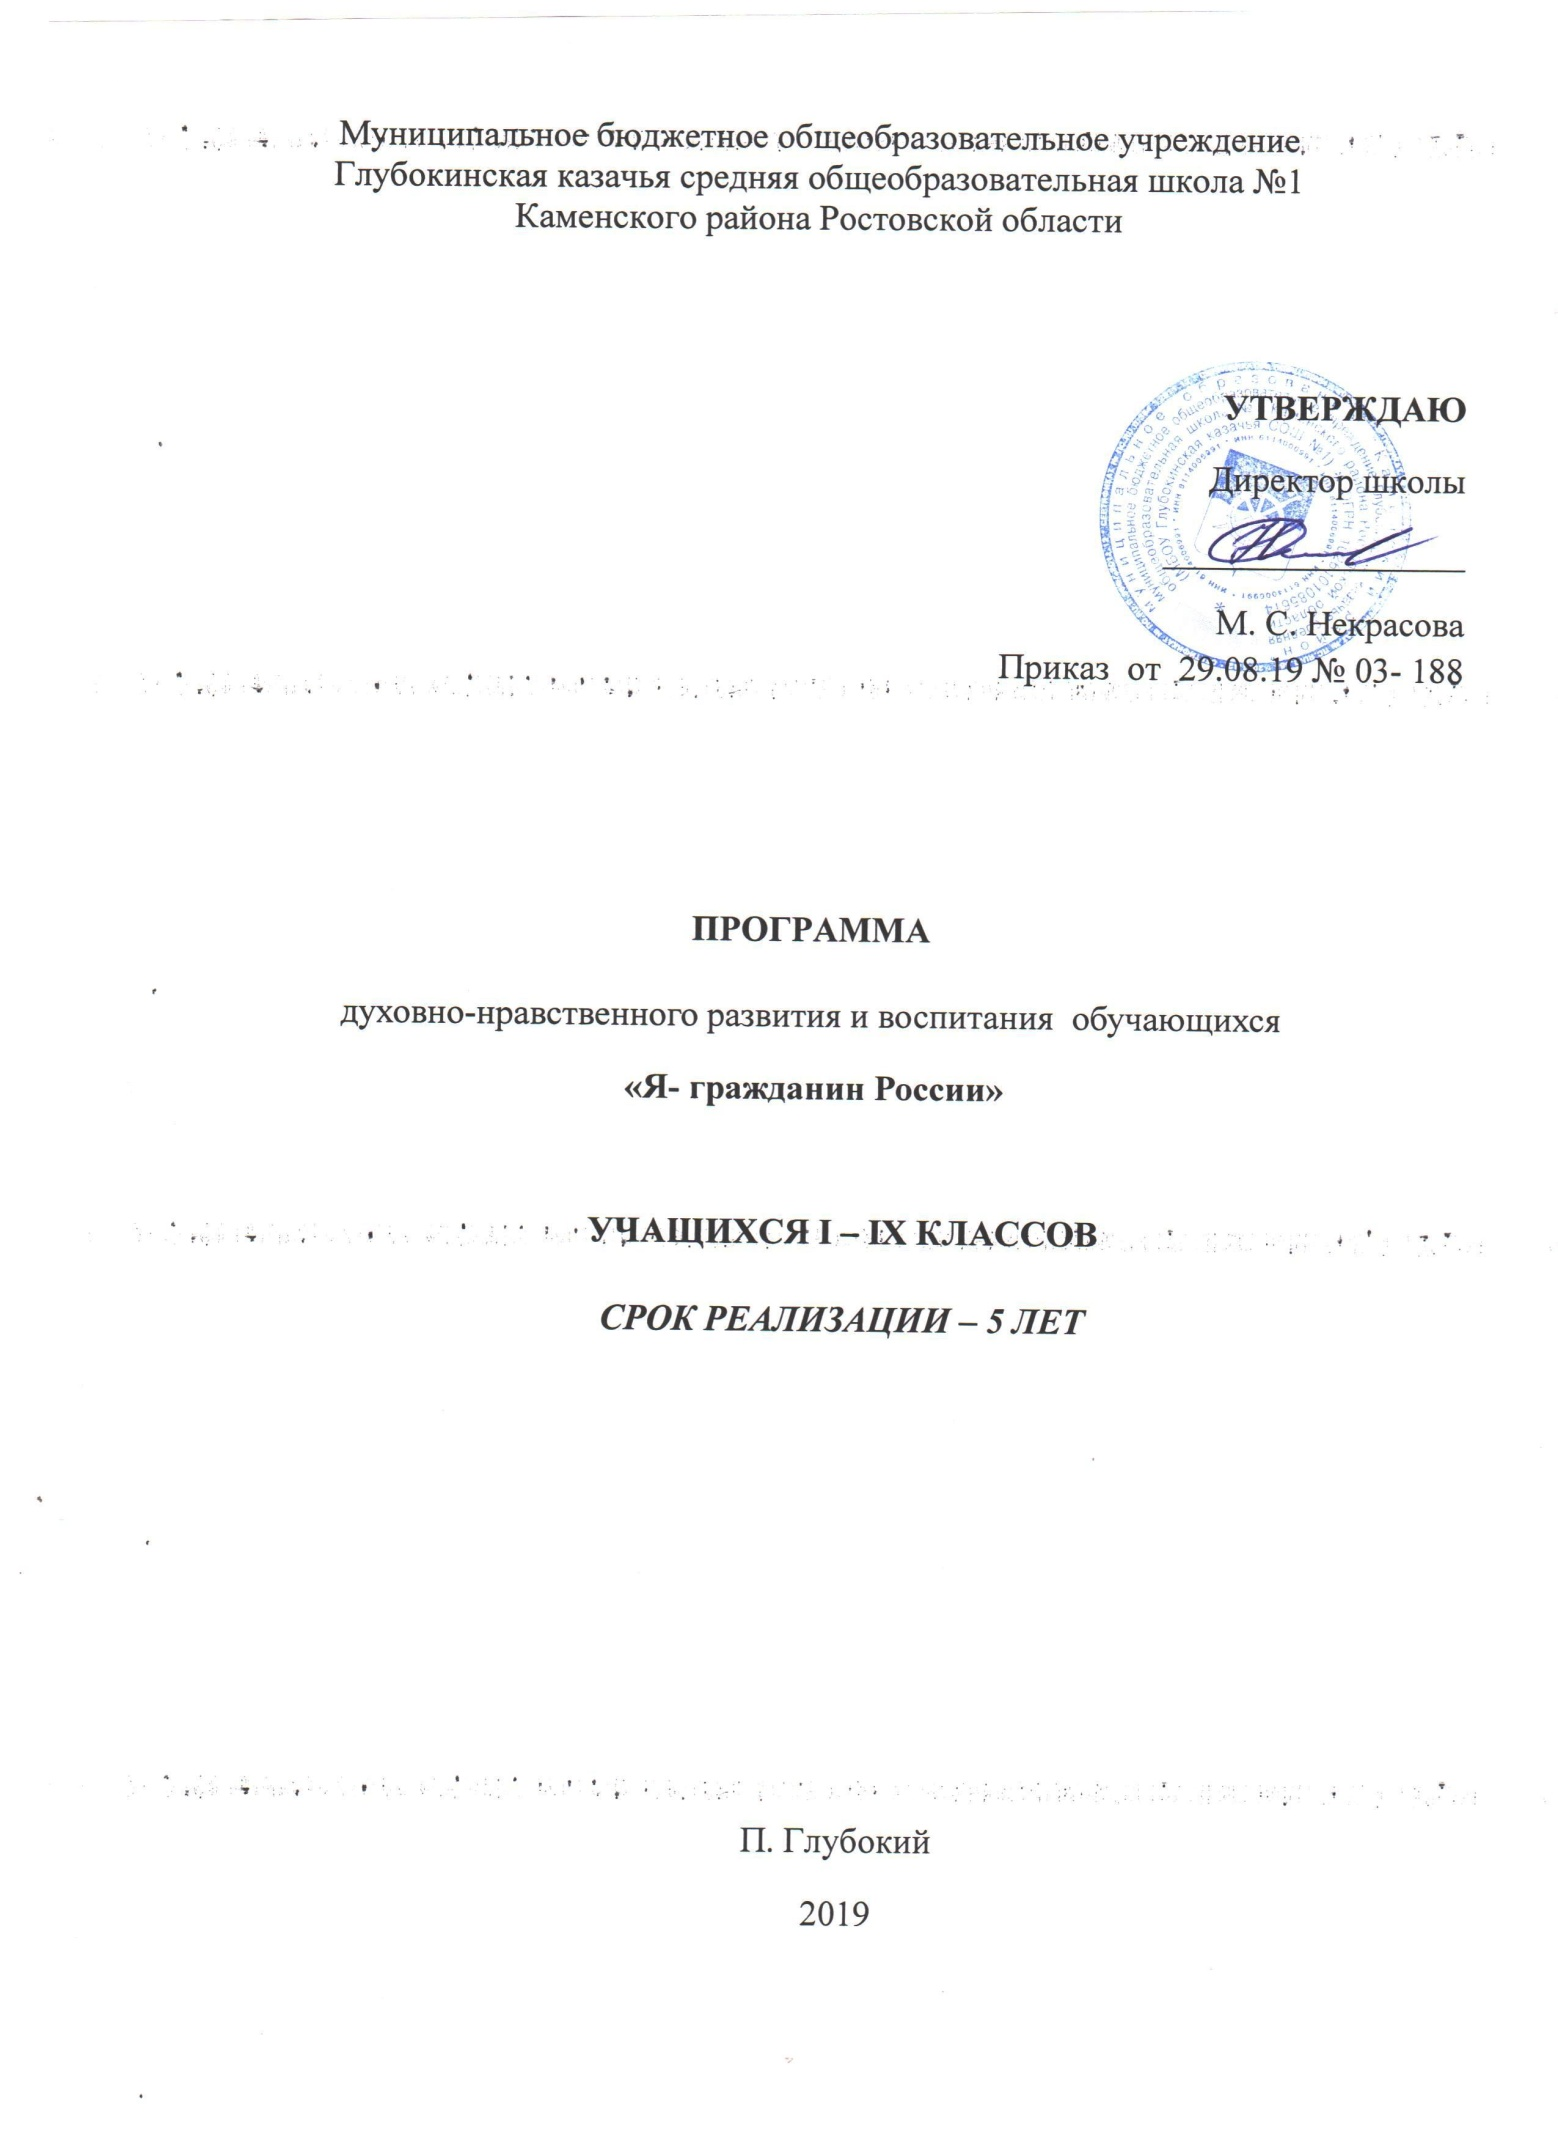 Муниципальное бюджетное общеобразовательное учреждение
Глубокинская казачья средняя общеобразовательная школа №1
Каменского района Ростовской области
УТВЕРЖДАЮ
Директор школы
М. С. Некрасова
Приказ от 29.08.19 № 03- 188
ПРОГРАММА
духовно-нравственного развития и воспитания обучающихся
«Я- гражданин России»
УЧАЩИХСЯ I – IX КЛАССОВ
СРОК РЕАЛИЗАЦИИ – 5 ЛЕТ
П. Глубокий
2019